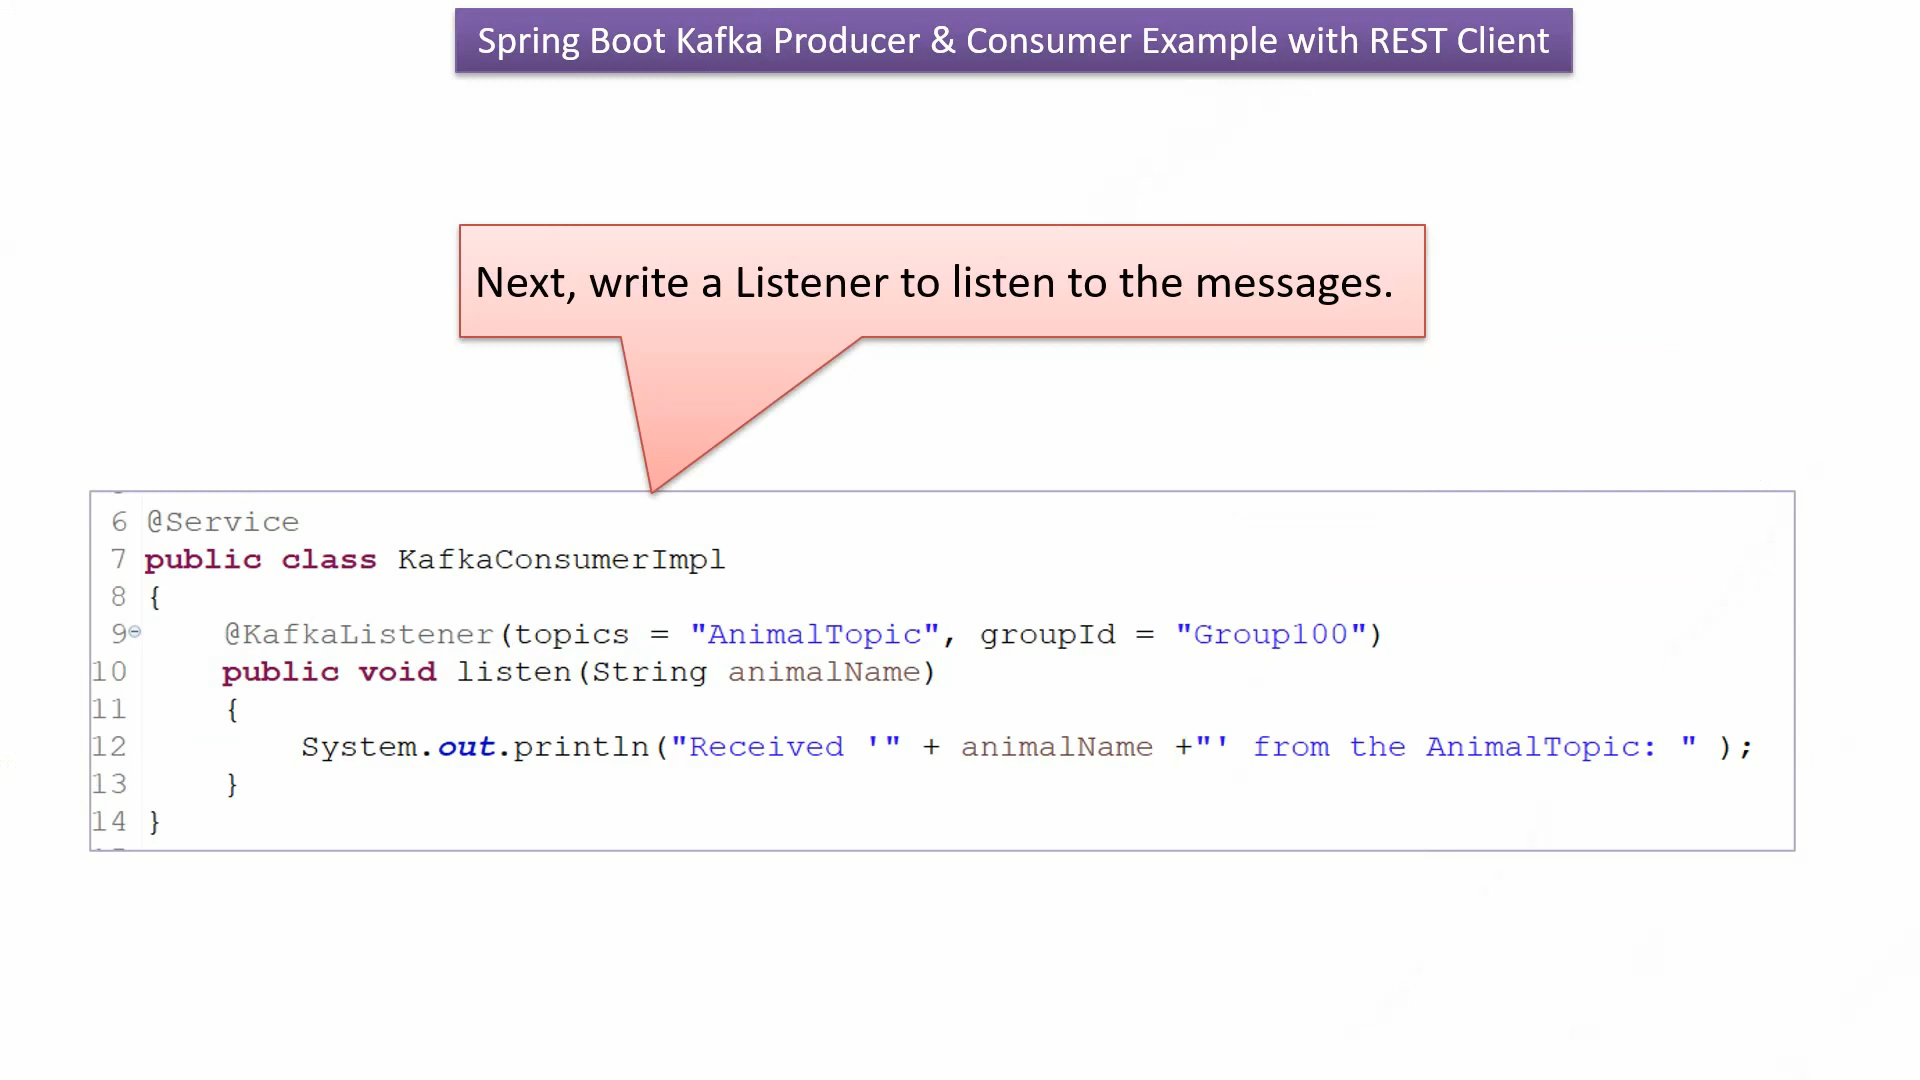 Spring Boot Kafka Producer & Consumer Example with REST Client
Next, write a Listener to listen to the messages.
6 @Service
7 public class KafkaConsumerImpl
8 {
9 @KafkaListener(topics = "AnimalTopic", groupId = "Group100")
10 public void listen(String animalName)
11 {
12 System.out.println("Received '" + animalName +"' from the AnimalTopic: " );
13 }
14 }